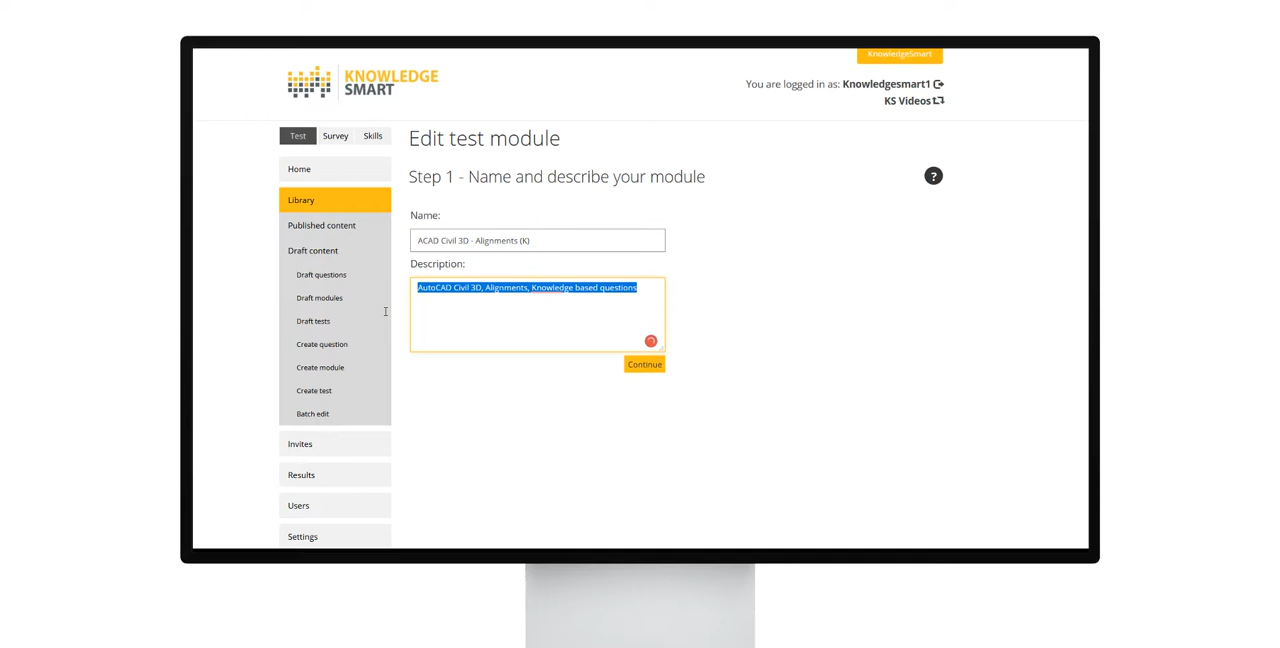 KnowledgeSmart
KNOWLEDGE
SMART
You are logged in as: Knowledgesmart1
KS Videos
Test Survey Skills
Home
Library
Published content
Draft content
Draft questions
Draft modules
Draft tests
Create question
Create module
Create test
Batch edit
Invites
Results
Users
Settings
Edit test module
Step 1 - Name and describe your module
?
Name:
ACAD Civil 3D - Alignments (K)
Description:
AutoCAD Civil 3D, Alignments, Knowledge based questions
Continue